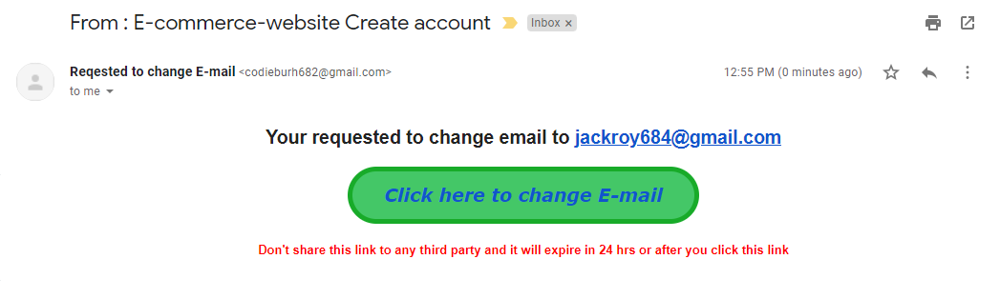 From : E-commerce-website Create account Inbox ×
Reqested to change E-mail <codieburh682@gmail.com> 12:55 PM (0 minutes ago)
to me
Your requested to change email to jackroy684@gmail.com
Click here to change E-mail
Don't share this link to any third party and it will expire in 24 hrs or after you click this link